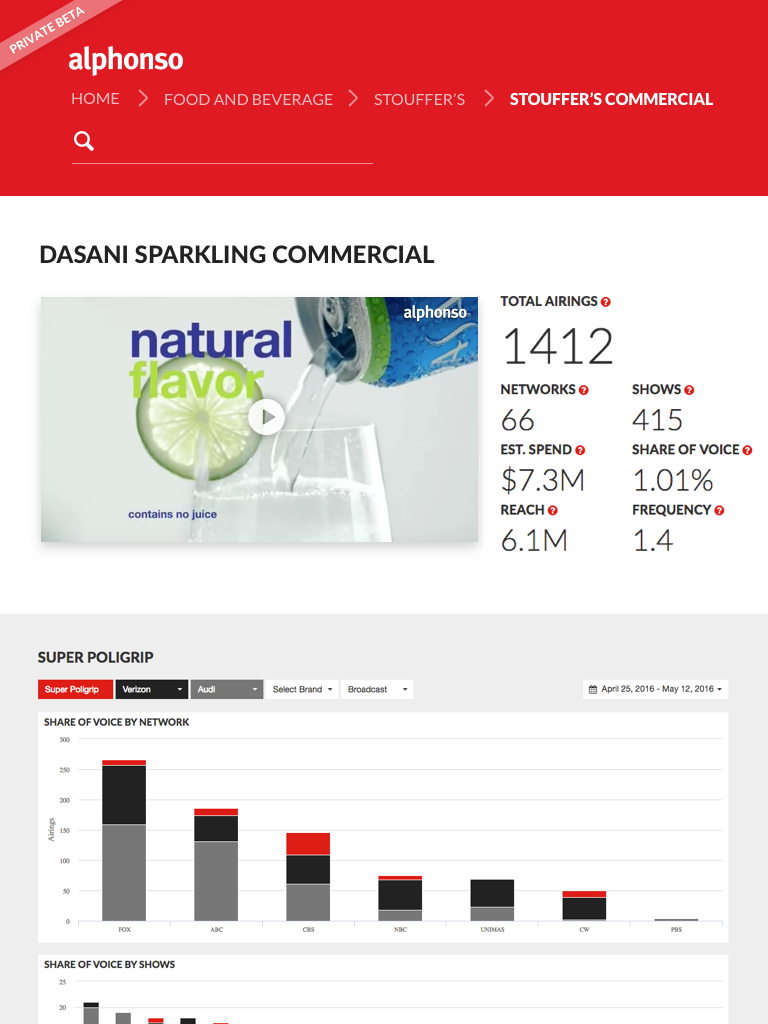 PRIVATE BETA
alphonso
HOME FOOD AND BEVERAGE STOUFFER'S STOUFFER'S COMMERCIAL
DASANI SPARKLING COMMERCIAL
alphonso
natural
flavor
contains no juice
TOTAL AIRINGS ?
1412
NETWORKS ? SHOWS ?
66 415
EST. SPEND ? SHARE OF VOICE ?
$7.3M 1.01%
REACH ? FREQUENCY ?
6.1M 1.4
SUPER POLIGRIP
Super Poligrip Verizon Audi Select Brand Broadcast April 25, 2016 - May 12, 2016
SHARE OF VOICE BY NETWORK
300
250
200
150
100
50
0
Airings
FOX ABC CBS NBC UNIMAS CW PBS
SHARE OF VOICE BY SHOWS
25
20